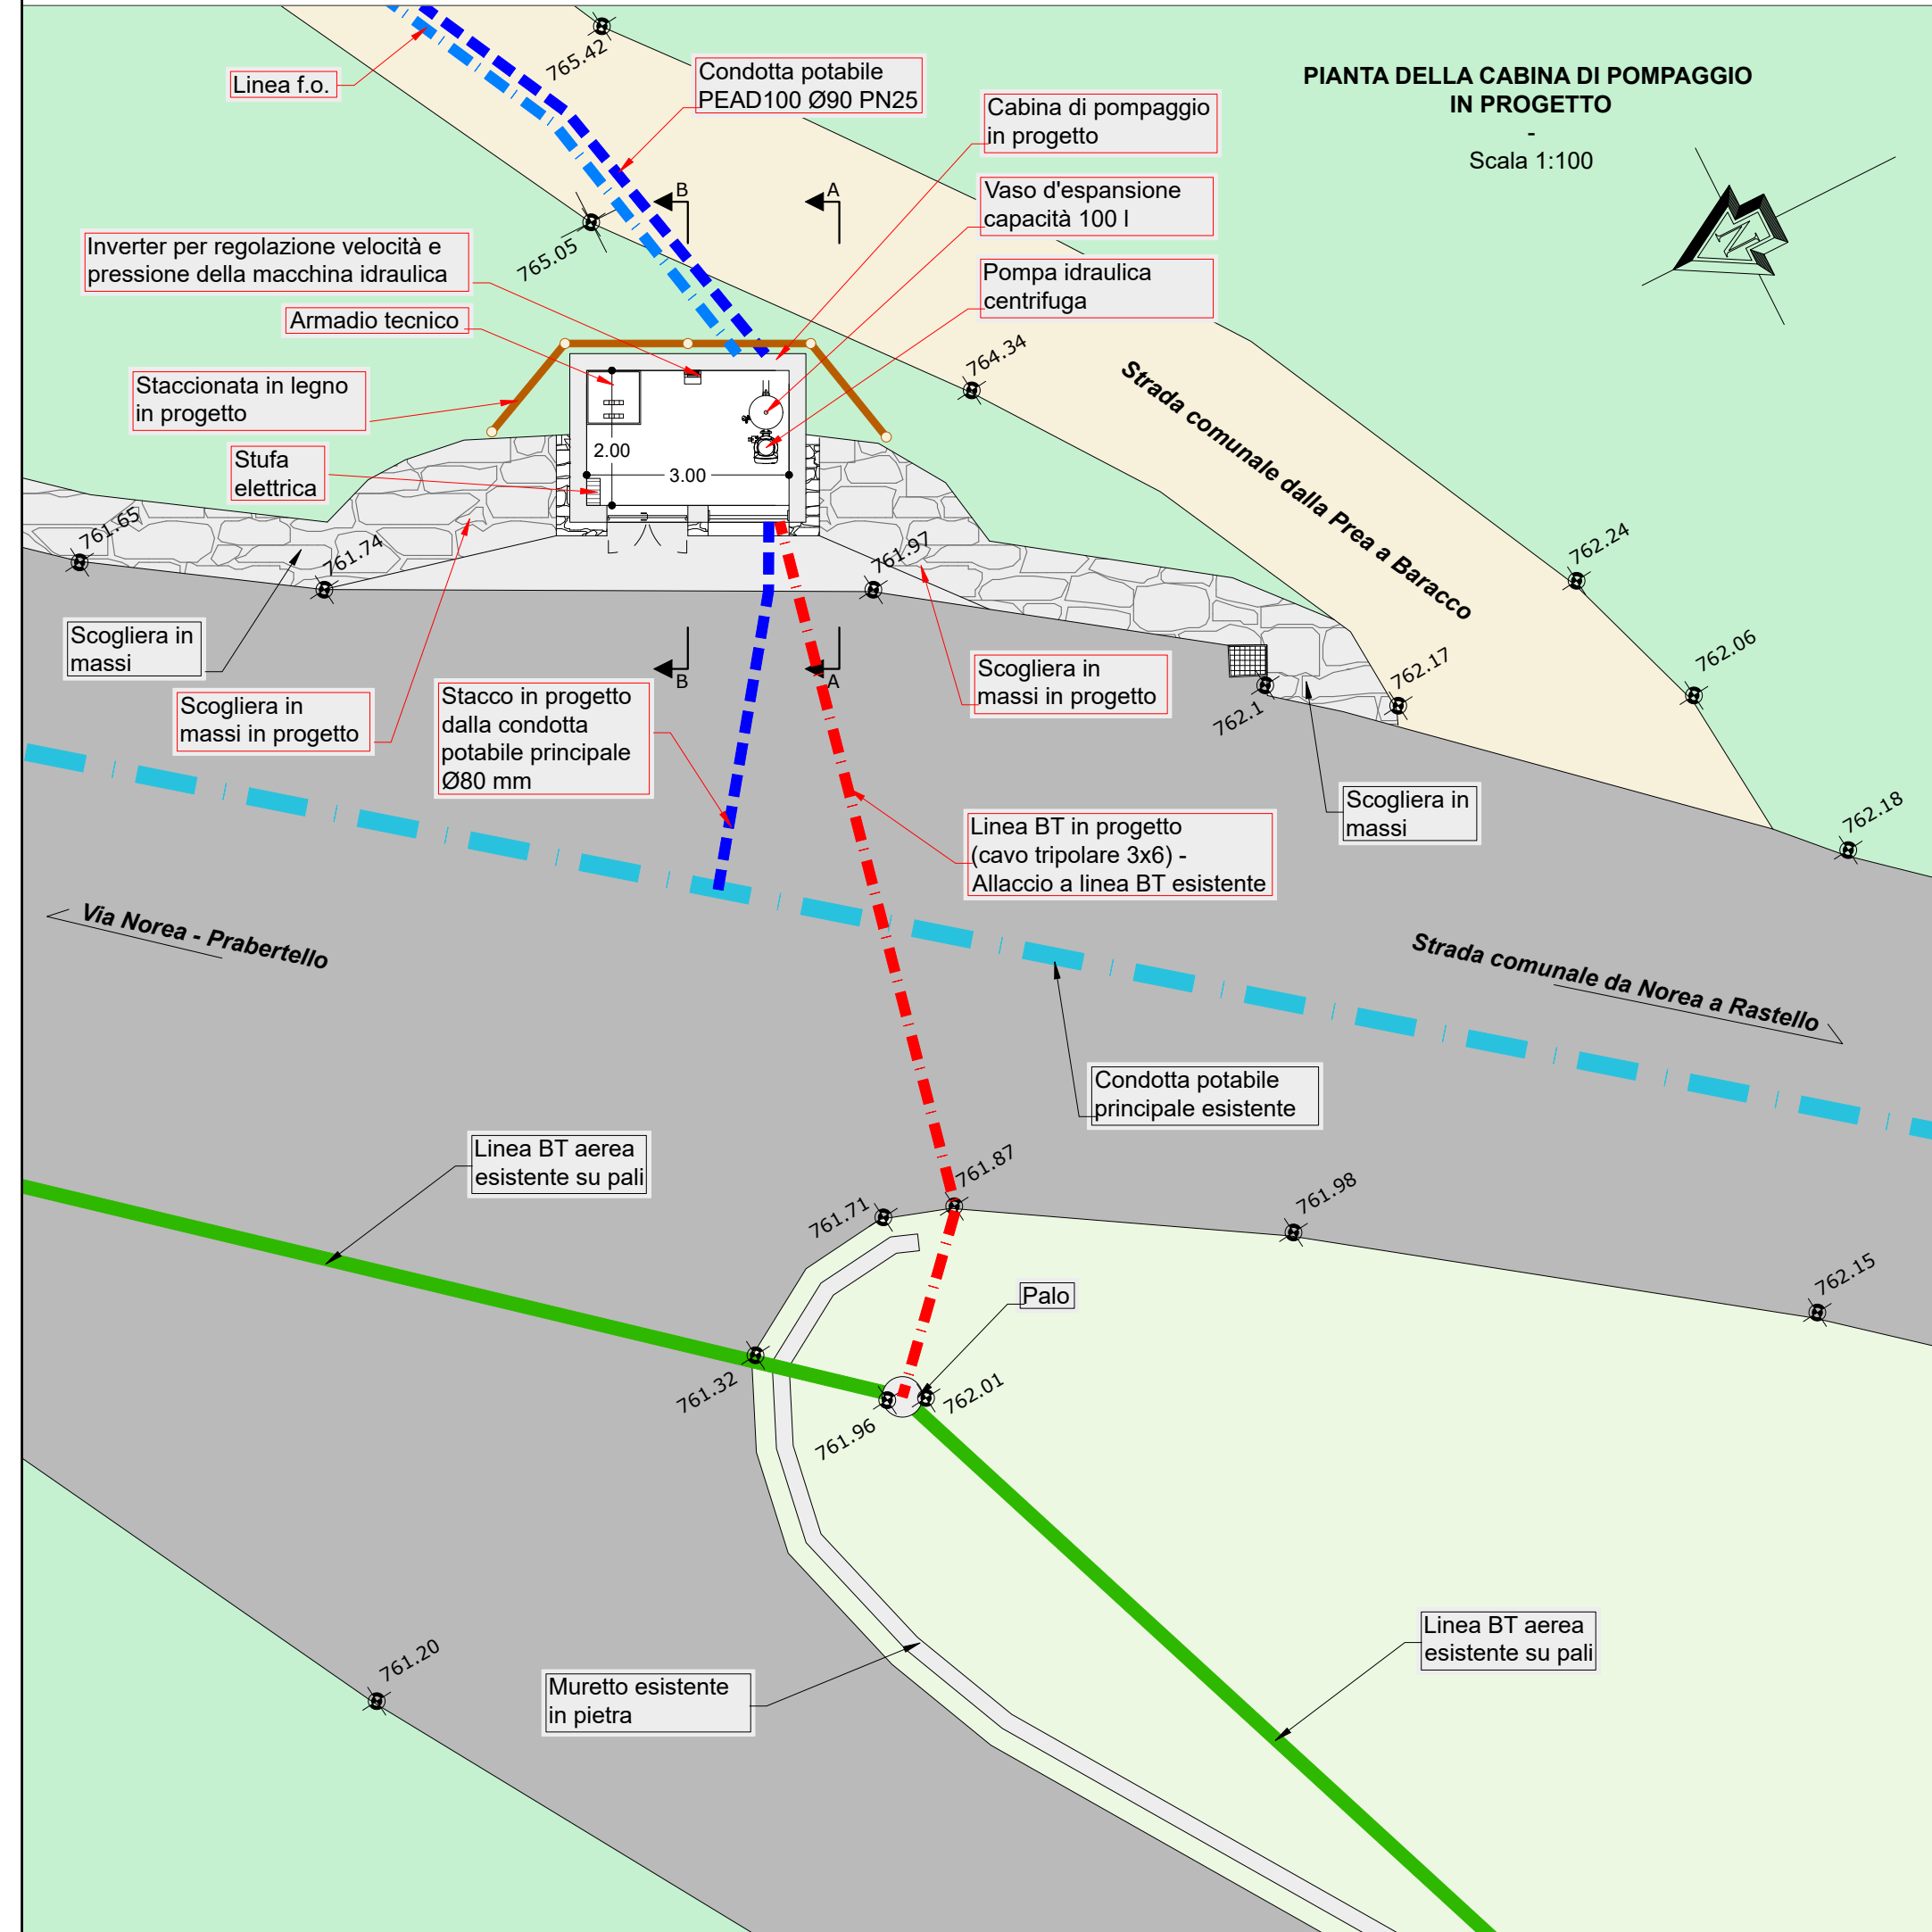 PIANTA DELLA CABINA DI POMPAGGIO
IN PROGETTO
-
Scala 1:100
N
765.42
Linea f.o.
Condotta potabile
PEAD100 Ø90 PN25
Cabina di pompaggio
in progetto
Vaso d'espansione
capacità 100 l
B
A
765.05
Inverter per regolazione velocità e
pressione della macchina idraulica
Pompa idraulica
centrifuga
Armadio tecnico
764.34
Staccionata in legno
in progetto
Strada comunale dalla Prea a Baracco
Stufa
elettrica
2.00
3.00
761.65
761.74
761.97
762.24
Scogliera in
massi
Scogliera in
massi in progetto
Stacco in progetto
dalla condotta
potabile principale
Ø80 mm
B
A
Scogliera in
massi in progetto
762.1
762.17
762.06
Scogliera in
massi
762.18
Linea BT in progetto
(cavo tripolare 3x6) -
Allaccio a linea BT esistente
Via Norea - Prabertello
Strada comunale da Norea a Rastello
Condotta potabile
principale esistente
Linea BT aerea
esistente su pali
761.71
761.87
761.98
762.15
Palo
761.32
761.96
762.01
761.20
Muretto esistente
in pietra
Linea BT aerea
esistente su pali